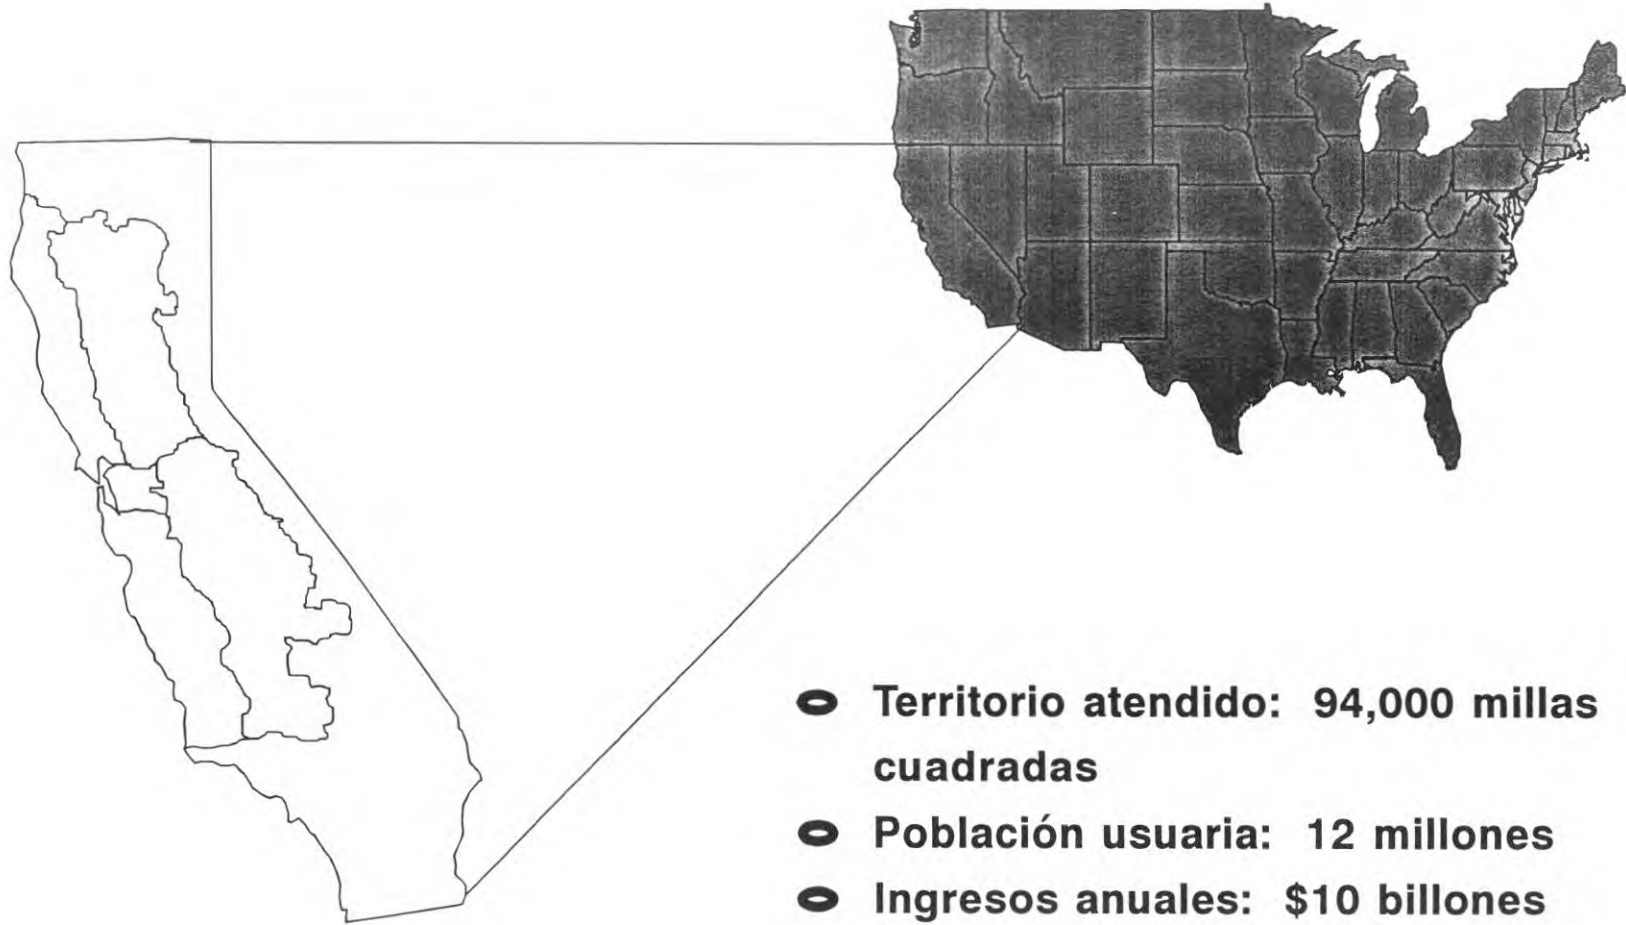 Territorio atendido: 94,000 millas
cuadradas
Población usuaria: 12 millones
Ingresos anuales: $10 billones